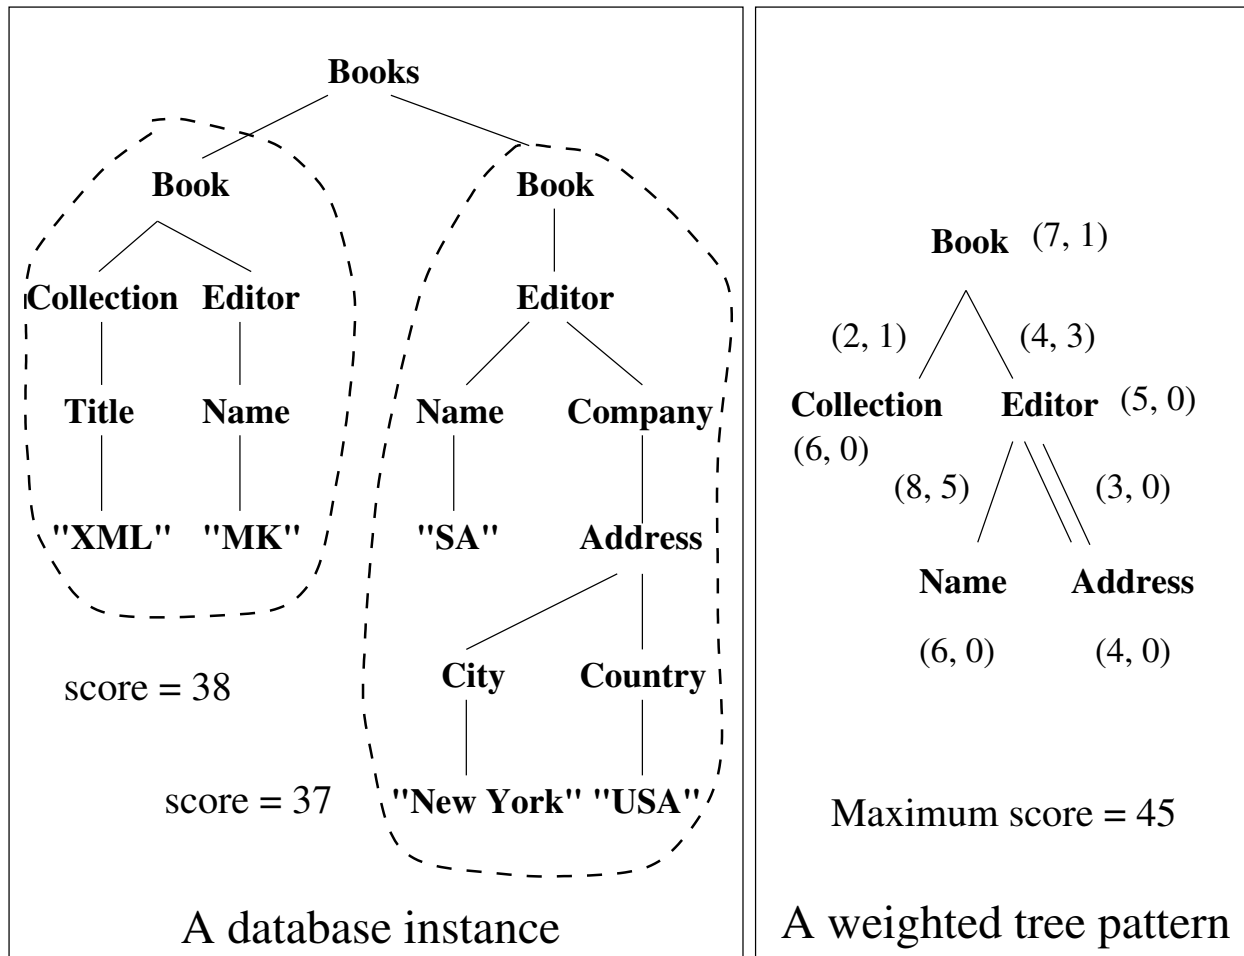 Books
Book
Book
Collection Editor
Editor
Title Name
Name Company
"XML" "MK"
"SA" Address
City Country
"New York" "USA"
score = 38
score = 37
A database instance
Book (7, 1)
(2, 1) (4, 3)
Collection Editor (5, 0)
(6, 0)
(8, 5) (3, 0)
Name Address
(6, 0) (4, 0)
Maximum score = 45
A weighted tree pattern